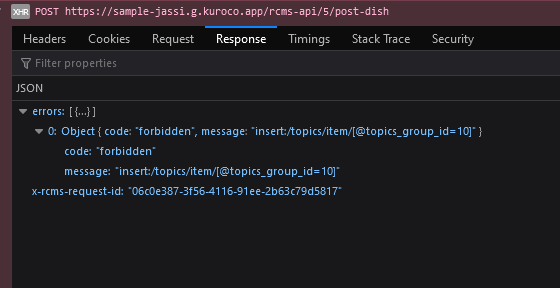 XHR POST https://sample-jassi.g.kuroco.app/rcms-api/5/post-dish
Headers Cookies Request Response Timings Stack Trace Security
Filter properties
JSON
errors: [ {…} ]
0: Object { code: "forbidden", message: "insert:/topics/item/[@topics_group_id=10]" }
code: "forbidden"
message: "insert:/topics/item/[@topics_group_id=10]"
x-rcms-request-id: "06c0e387-3f56-4116-91ee-2b63c79d5817"